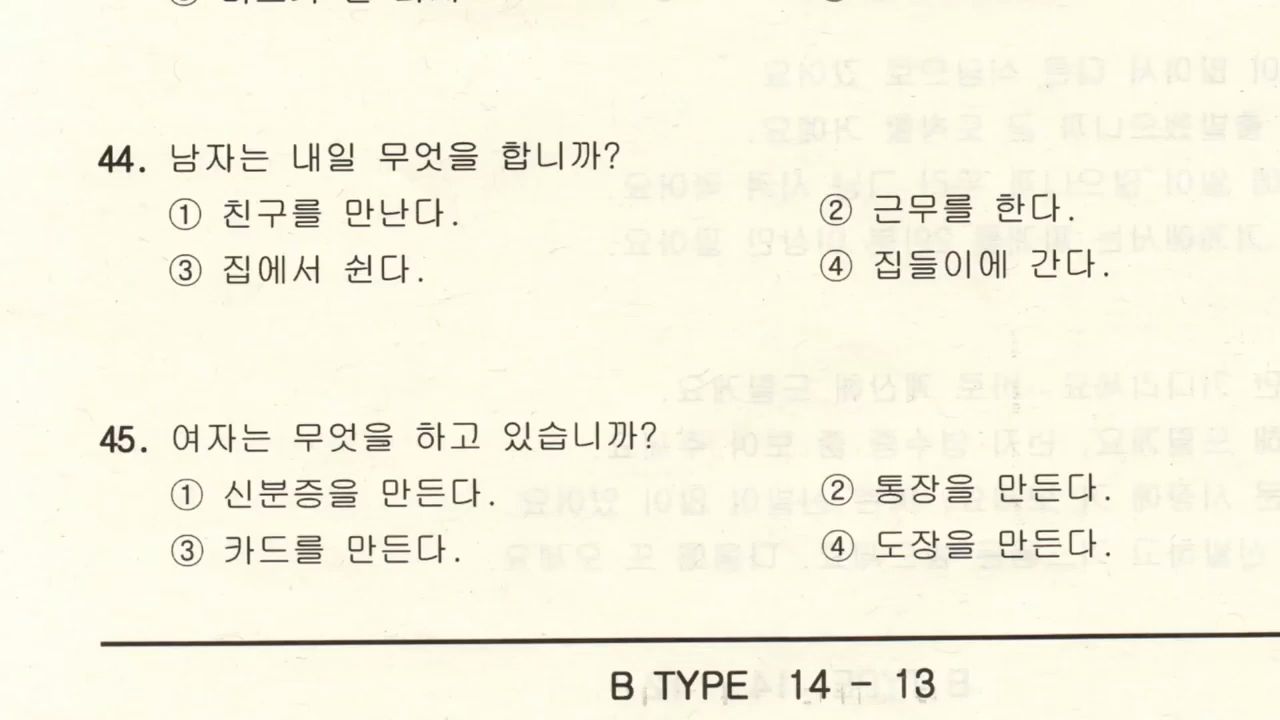 44. 남자는 내일 무엇을 합니까?
① 친구를 만난다. ② 근무를 한다.
③ 집에서 쉰다. ④ 집들이에 간다.
45. 여자는 무엇을 하고 있습니까?
① 신분증을 만든다. ② 통장을 만든다.
③ 카드를 만든다. ④ 도장을 만든다.
B TYPE 14 - 13